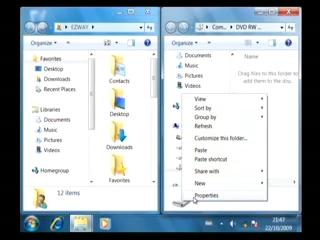 EZWAY
Organize
Favorites
Desktop
Downloads
Recent Places
Libraries
Documents
Music
Pictures
Videos
Homegroup
Contacts
Desktop
Downloads
Favorites
12 items
Com...
DVD RW ...
Organize
Documents
Music
Pictures
Videos
Name
Drag files to this folder to
add them to the disc.
View
Sort by
Group by
Refresh
Customize this folder...
Paste
Paste shortcut
Share with
New
Properties
21:47
22/10/2009